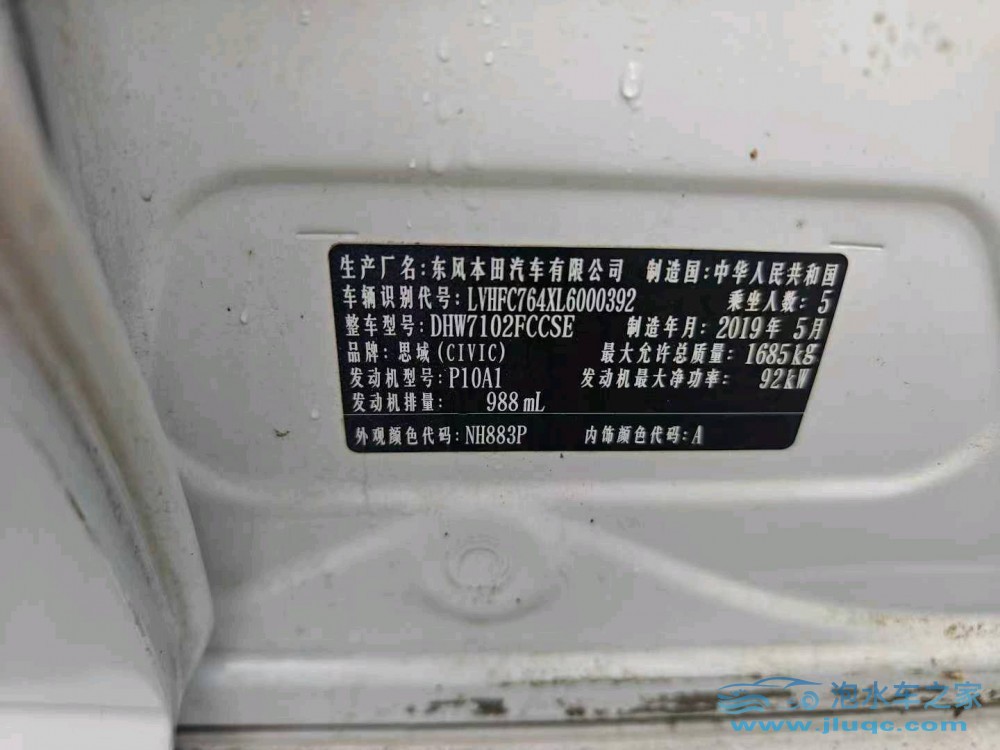 生产厂名:东风本田汽车有限公司 制造国:中华人民共和国
车辆识别代号:LVHFC764XL6000392 乘坐人数:5
整车型号:DHW7102FCCSE 制造年月:2019年5月
品牌:思域(CIVIC) 最大允许总质量:1685kg
发动机型号:P10A1 发动机最大净功率:92kW
发动机排量: 988mL
外观颜色代码:NH883P 内饰颜色代码:A
泡水车之家
www.jluqc.com